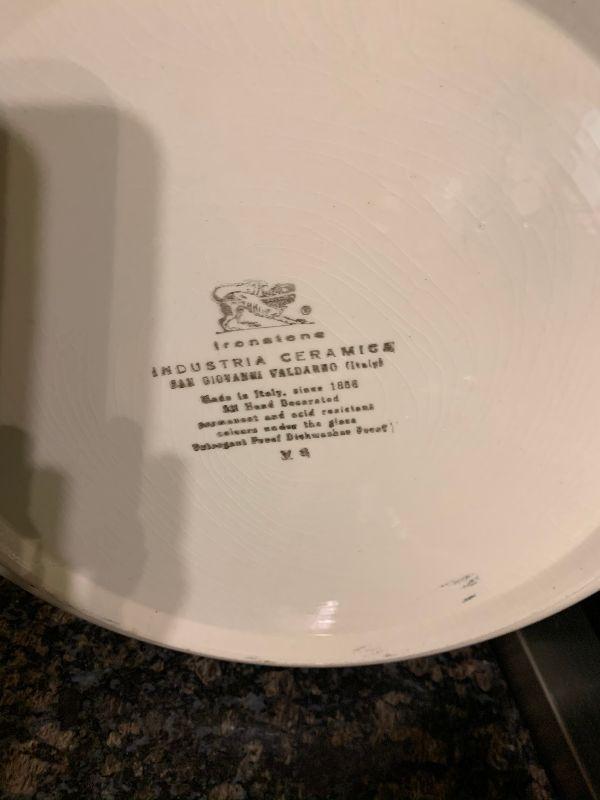 ®
Ironstone
INDUSTRIA CERAMICA
SAN GIOVANNI VALDARNO (Italy)
Made in Italy, since 1886
All Hand Decorated
permanent and acid resistant
colours under the glaze
Detergent Proof Dishwasher Proof